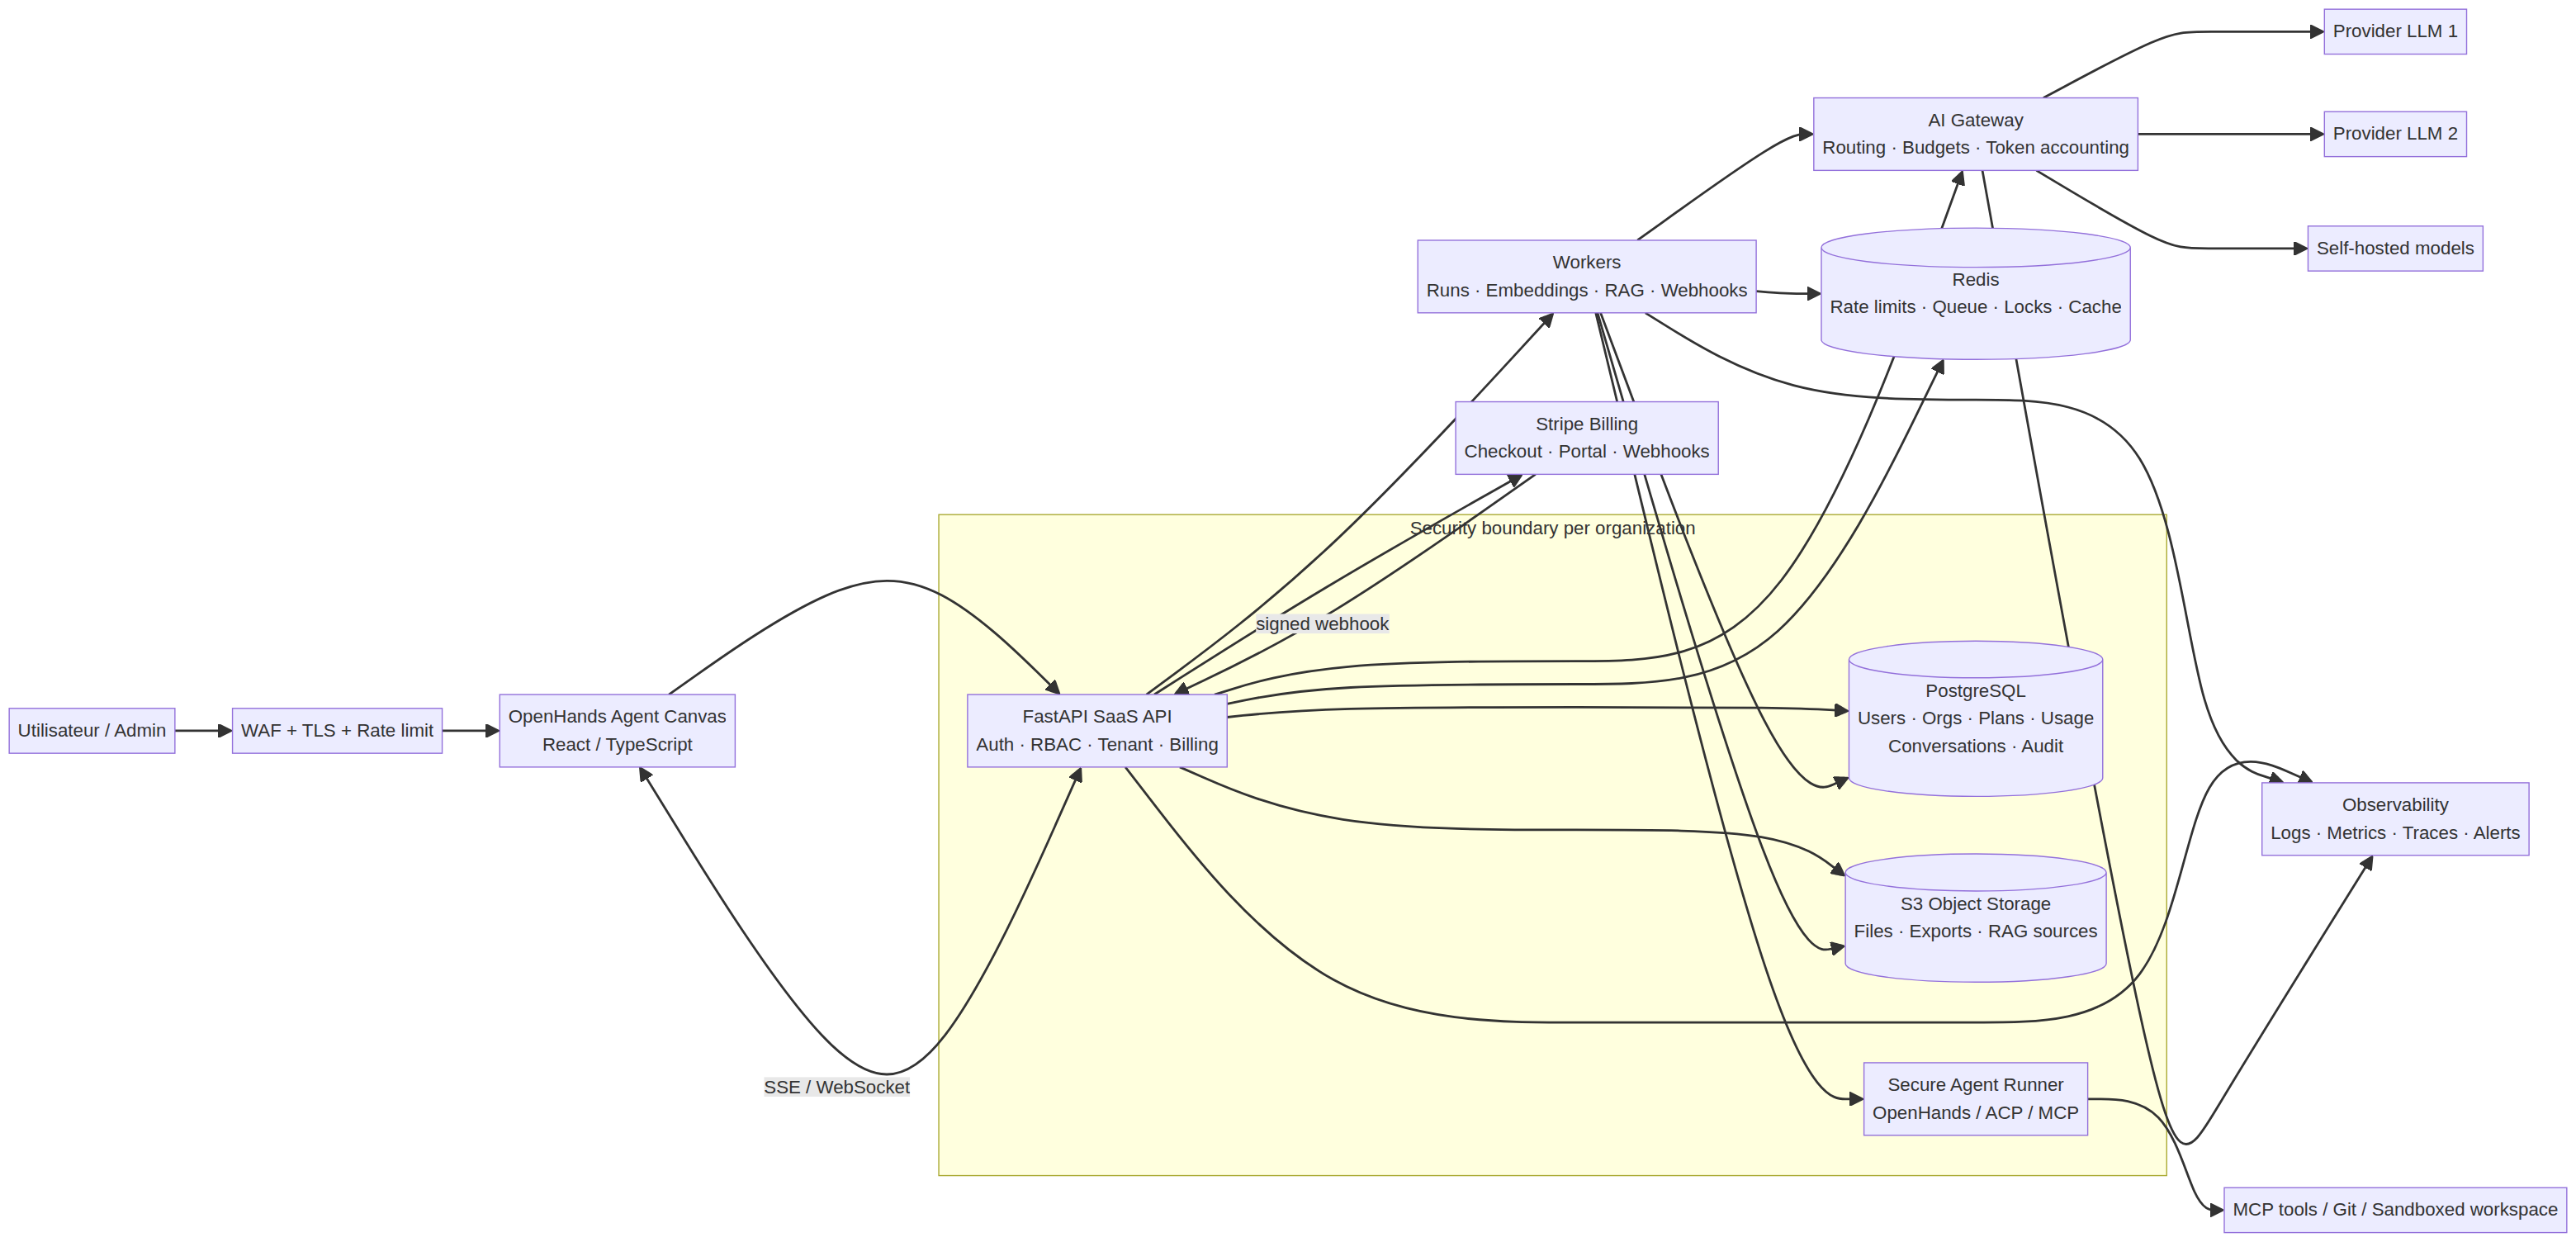 Provider LLM 1
AI Gateway
Routing · Budgets · Token accounting
Provider LLM 2
Workers
Runs · Embeddings · RAG · Webhooks
Redis
Rate limits · Queue · Locks · Cache
Self-hosted models
Stripe Billing
Checkout · Portal · Webhooks
Security boundary per organization
signed webhook
Utilisateur / Admin
WAF + TLS + Rate limit
OpenHands Agent Canvas
React / TypeScript
FastAPI SaaS API
Auth · RBAC · Tenant · Billing
PostgreSQL
Users · Orgs · Plans · Usage
Conversations · Audit
Observability
Logs · Metrics · Traces · Alerts
S3 Object Storage
Files · Exports · RAG sources
SSE / WebSocket
Secure Agent Runner
OpenHands / ACP / MCP
MCP tools / Git / Sandboxed workspace